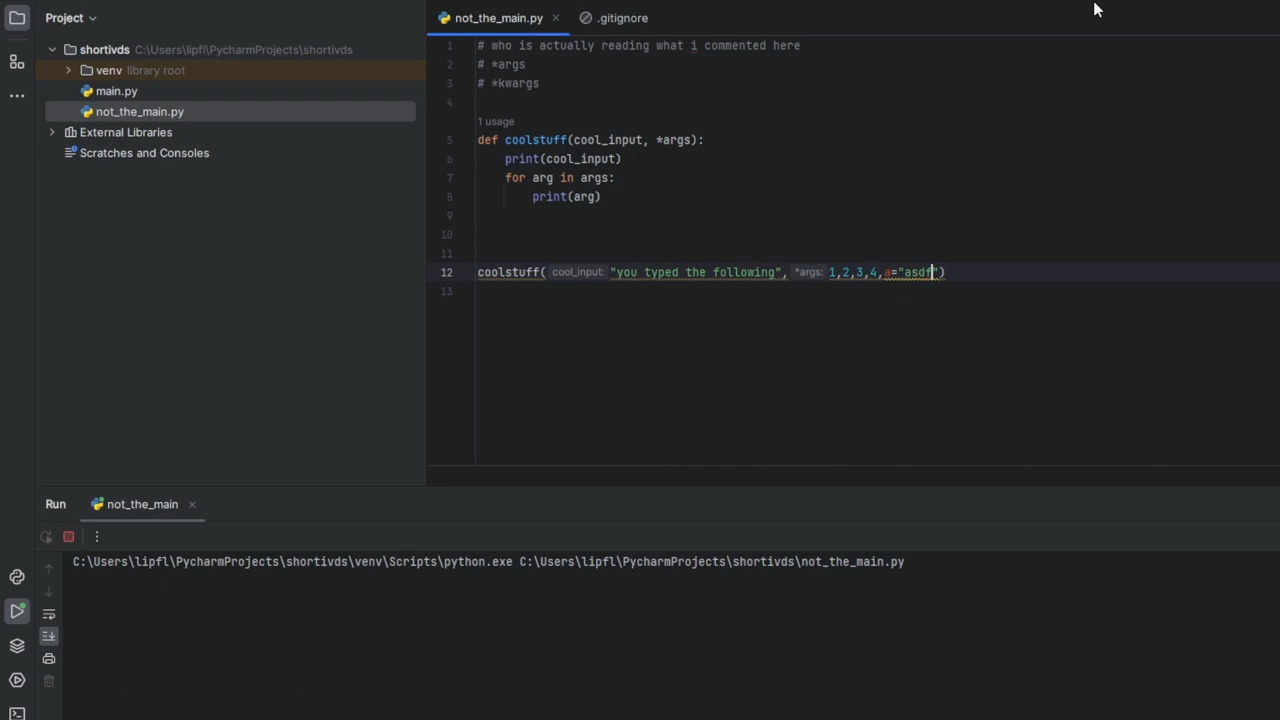 Project
not_the_main.py
.gitignore
shortivds C:\Users\lipfl\PycharmProjects\shortivds
venv library root
main.py
not_the_main.py
External Libraries
Scratches and Consoles
1 # who is actually reading what i commented here
2 # *args
3 # *kwargs
4
1 usage
5 def coolstuff(cool_input, *args):
6 print(cool_input)
7 for arg in args:
8 print(arg)
9
10
11
12 coolstuff( cool_input: "you typed the following", *args: 1,2,3,4,a="asdf")
13
Run
not_the_main
C:\Users\lipfl\PycharmProjects\shortivds\venv\Scripts\python.exe C:\Users\lipfl\PycharmProjects\shortivds\not_the_main.py